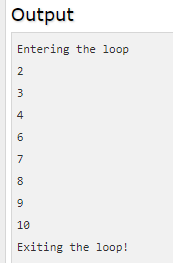 Output
Entering the loop
2
3
4
6
7
8
9
10
Exiting the loop!